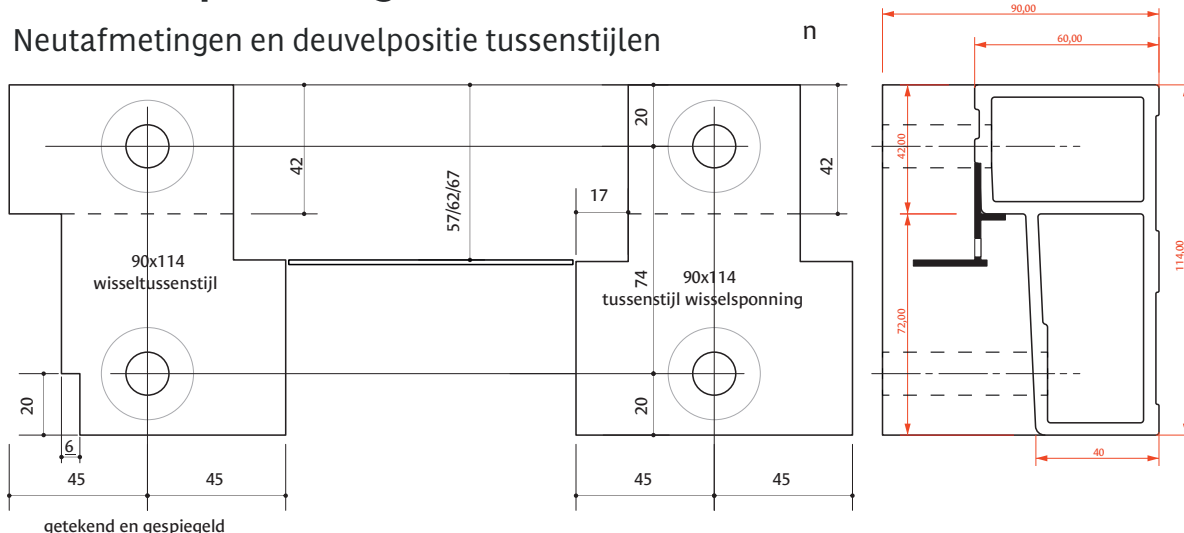 Neutafmetingen en deuvelpositie tussenstijlen
n
90,00
60,00
20
42
42
42,00
57/62/67
17
90x114
wisseltussenstijl
74
90x114
tussenstijl wisselsponning
114,00
72,00
20
20
6
40
45
45
45
45
getekend en gespiegeld